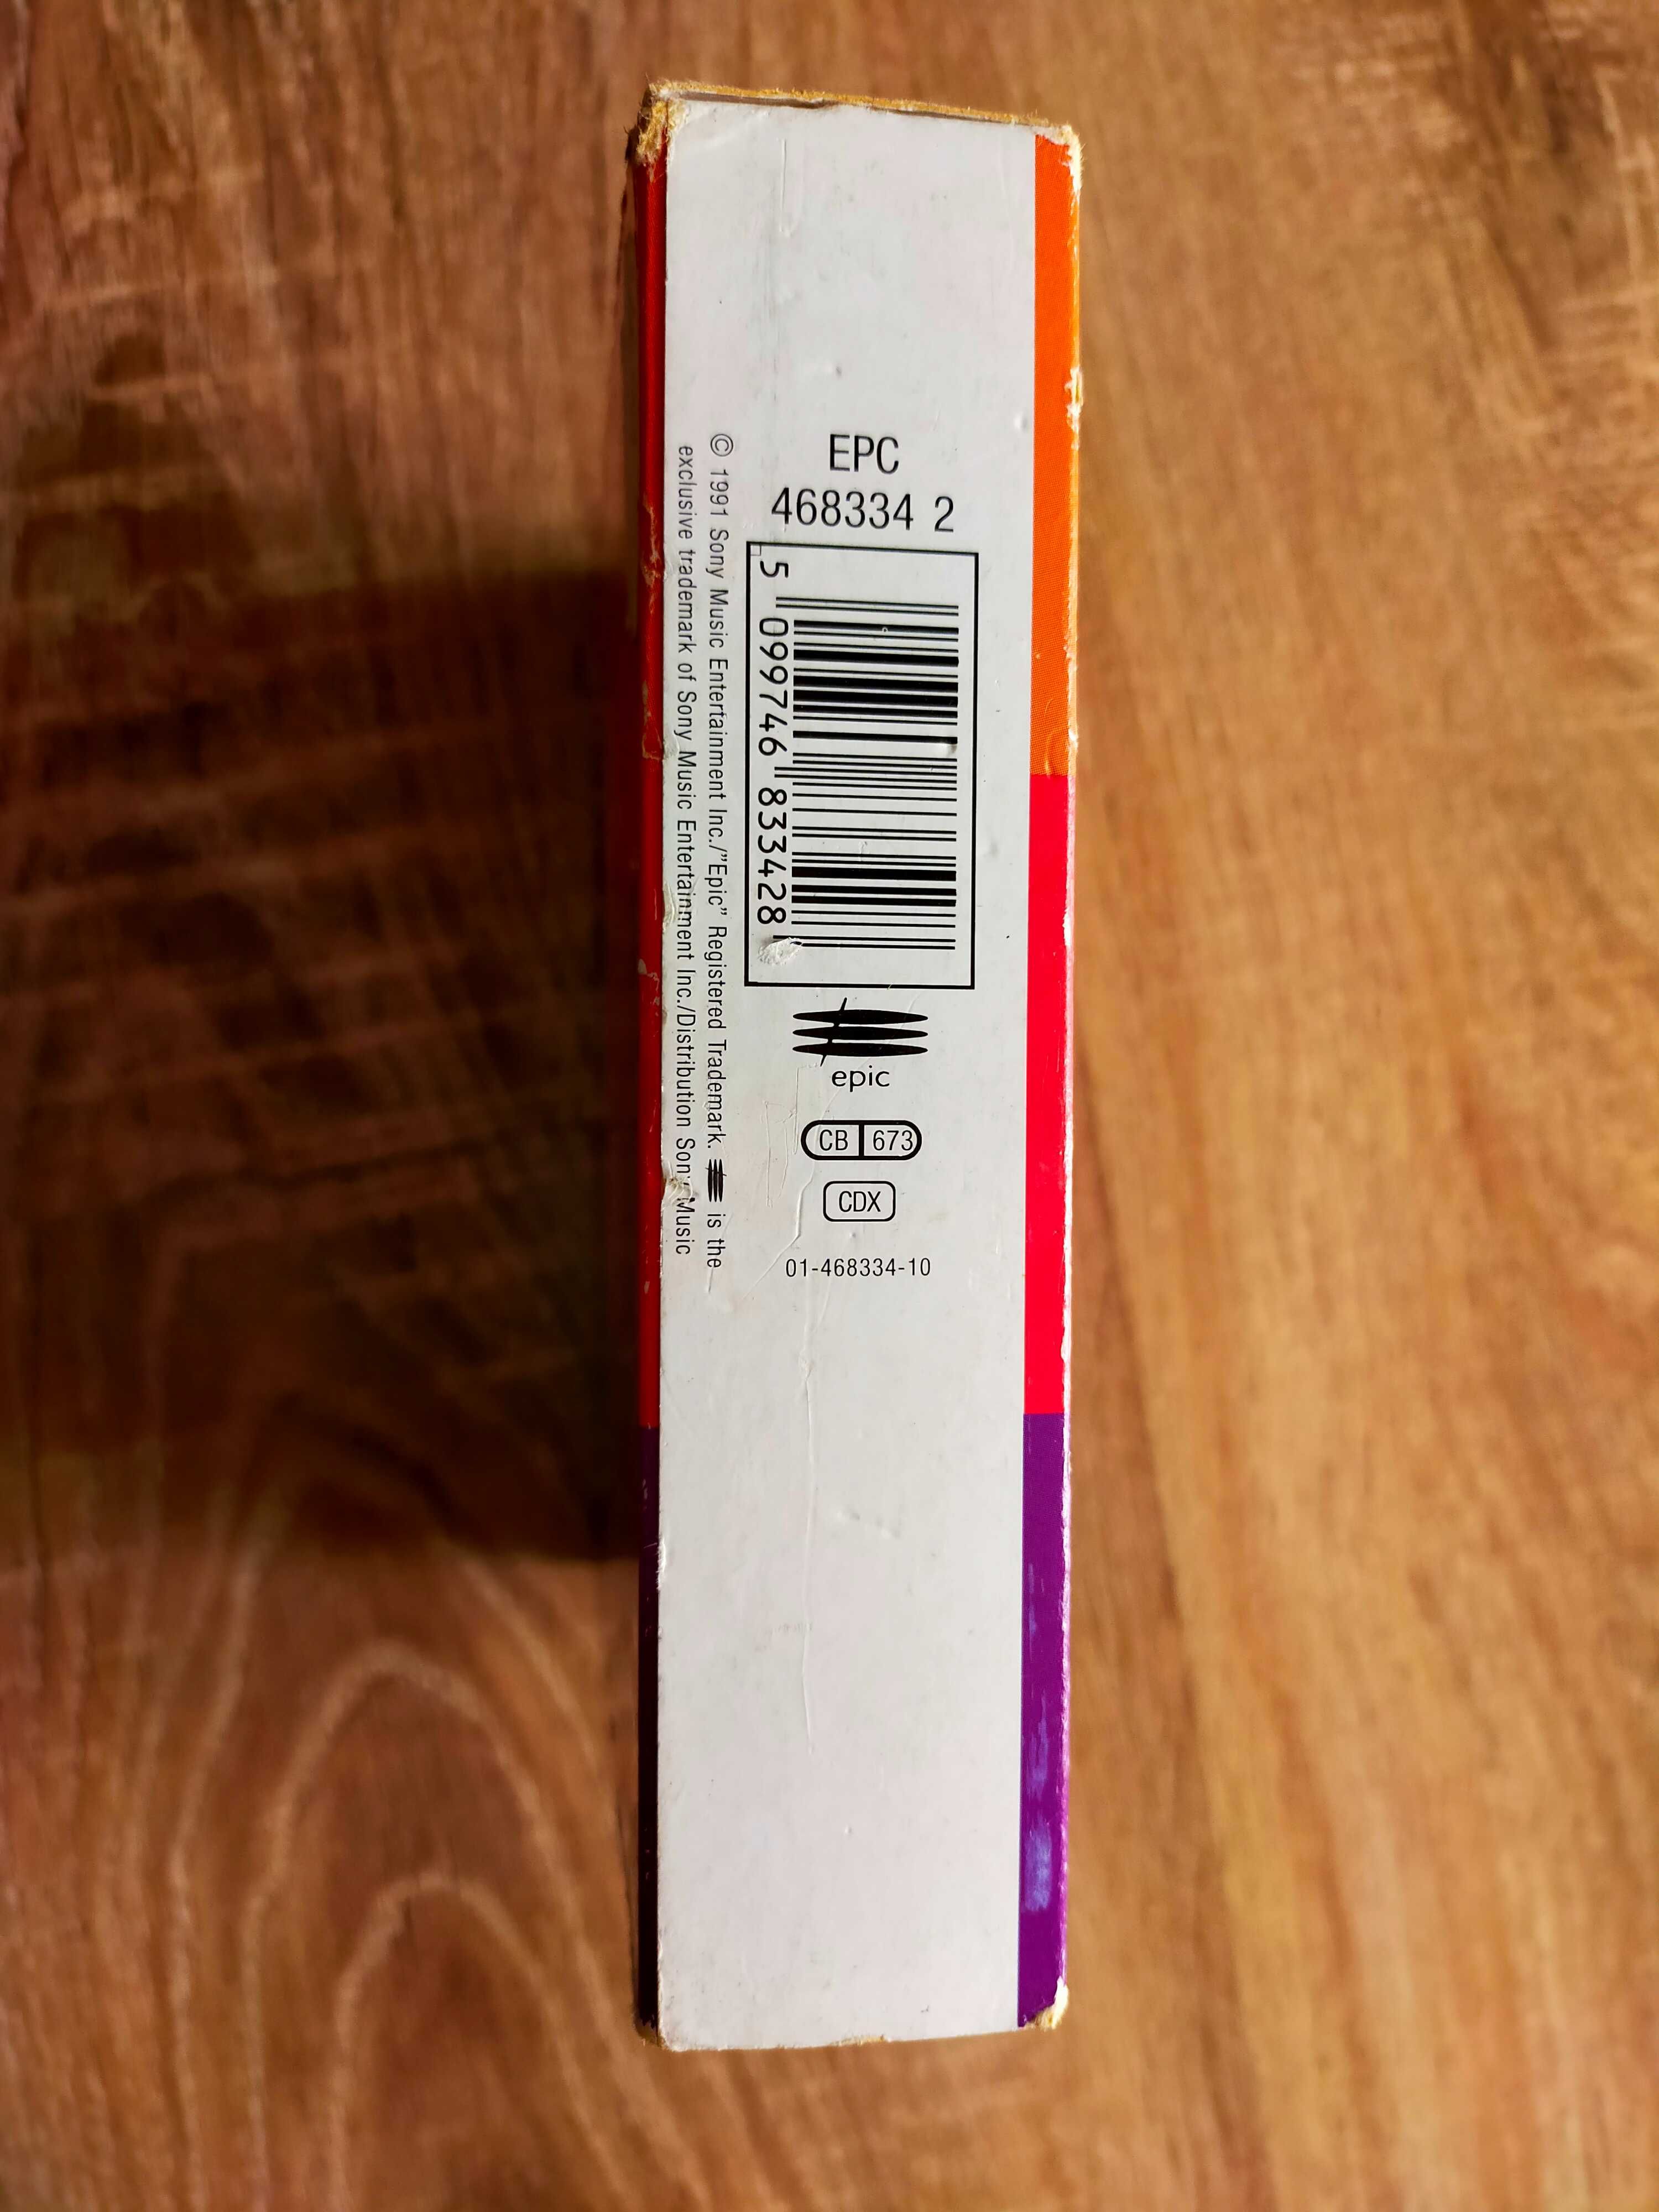 EPC
468334 2
5 099746 833428
epic
CB 673
CDX
01-468334-10
© 1991 Sony Music Entertainment Inc./"Epic" Registered Trademark. is the
exclusive trademark of Sony Music Entertainment Inc./Distribution Sony Music